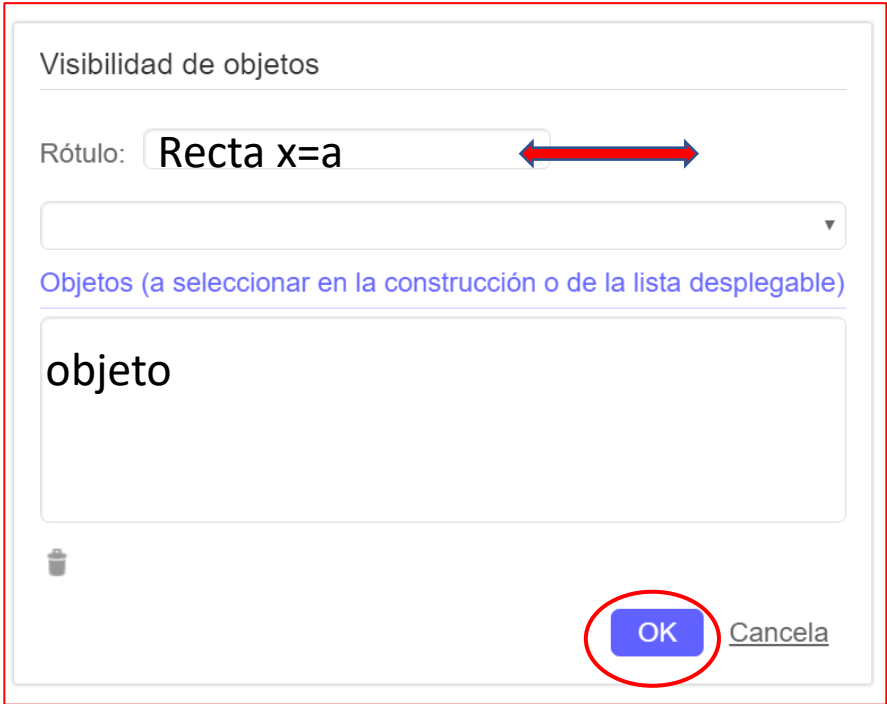 Visibilidad de objetos
Rótulo: Recta x=a
Objetos (a seleccionar en la construcción o de la lista desplegable)
objeto
OK Cancela